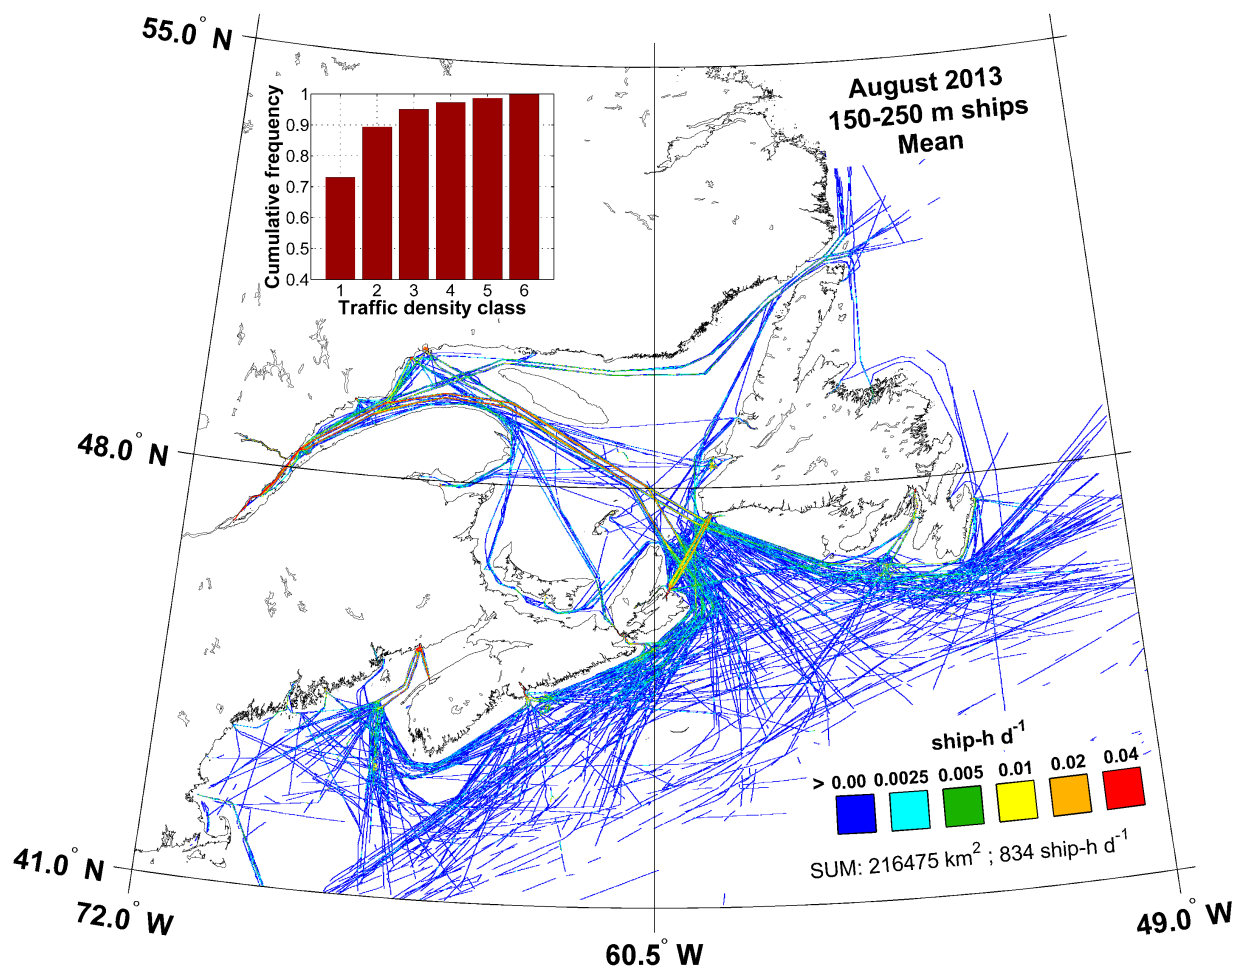 55.0° N
August 2013
150-250 m ships
Mean
Cumulative frequency
1
0.9
0.8
0.7
0.6
0.5
0.4
1 2 3 4 5 6
Traffic density class
48.0° N
ship-h d⁻¹
> 0.00 0.0025 0.005 0.01 0.02 0.04
SUM: 216475 km² ; 834 ship-h d⁻¹
41.0° N
72.0° W
60.5° W
49.0° W